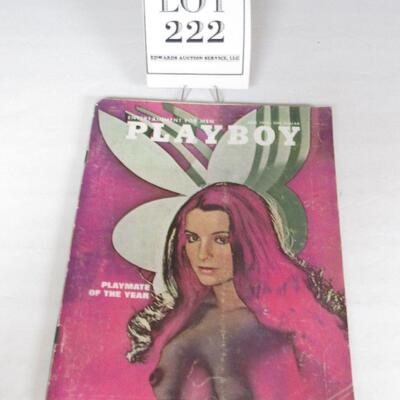 LOT
222
EDWARDS AUCTION SERVICE, LLC
ENTERTAINMENT FOR MEN
PLAYBOY
PLAYMATE
OF THE YEAR